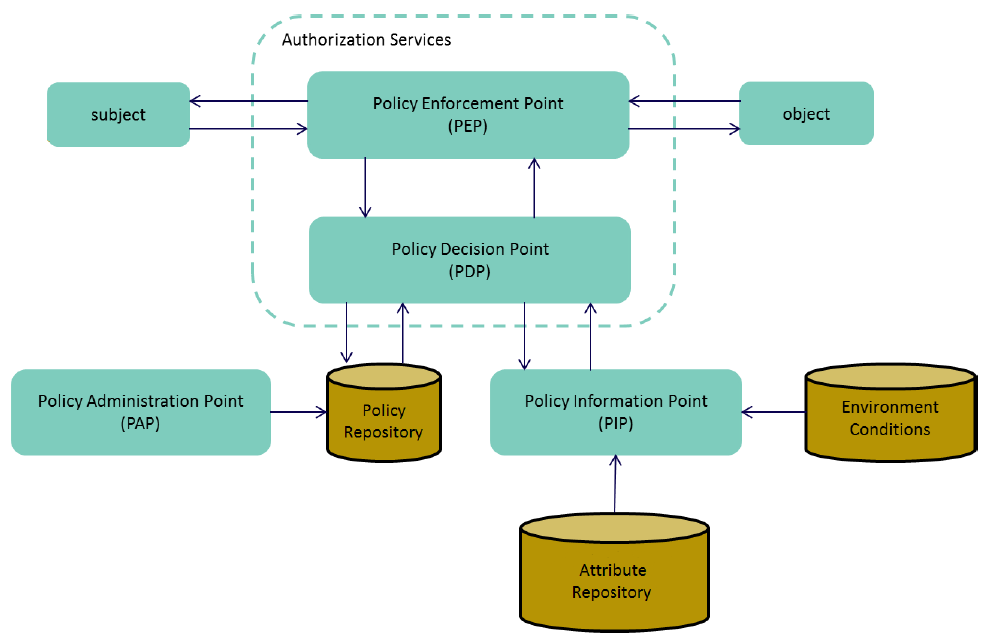 Authorization Services
subject
Policy Enforcement Point
(PEP)
object
Policy Decision Point
(PDP)
Policy Administration Point
(PAP)
Policy
Repository
Policy Information Point
(PIP)
Environment
Conditions
Attribute
Repository